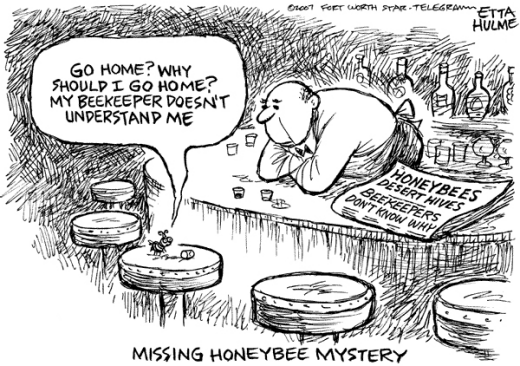 ©2007 FORT WORTH STAR-TELEGRAM
ETTA
HULME
GO HOME? WHY
SHOULD I GO HOME?
MY BEEKEEPER DOESN'T
UNDERSTAND ME
HONEYBEES
DESERT HIVES
BEEKEEPERS
DON'T KNOW WHY
MISSING HONEYBEE MYSTERY